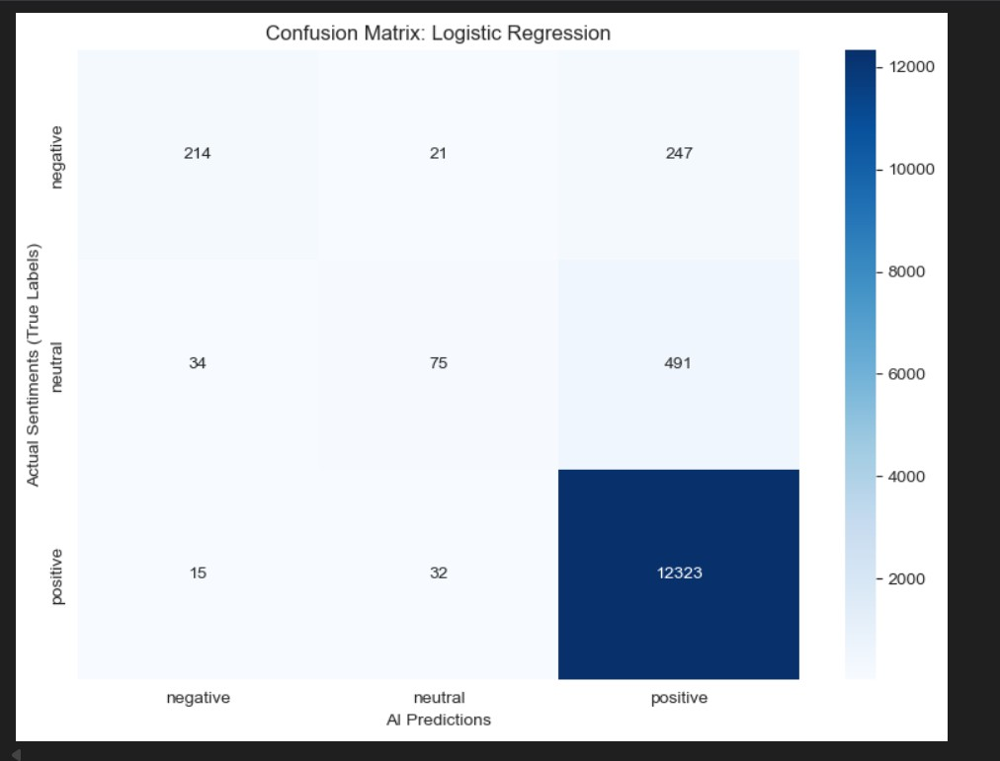 Confusion Matrix: Logistic Regression
12000
10000
8000
6000
4000
2000
Actual Sentiments (True Labels)
negative
214 21 247
neutral
34 75 491
positive
15 32 12323
negative neutral positive
AI Predictions